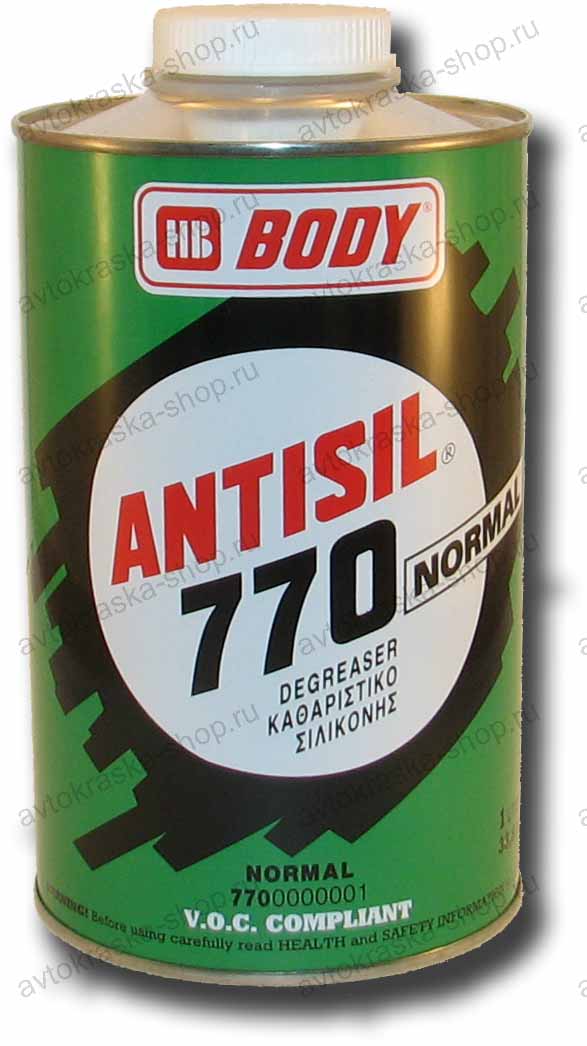 HB BODY®
ANTISIL®
770
NORMAL
DEGREASER
ΚΑΘΑΡΙΣΤΙΚΟ
ΣΙΛΙΚΟΝΗΣ
NORMAL
7700000001
V.O.C. COMPLIANT
WARNING! Before using carefully read HEALTH and SAFETY INFORMATION
avtokraska-shop.ru